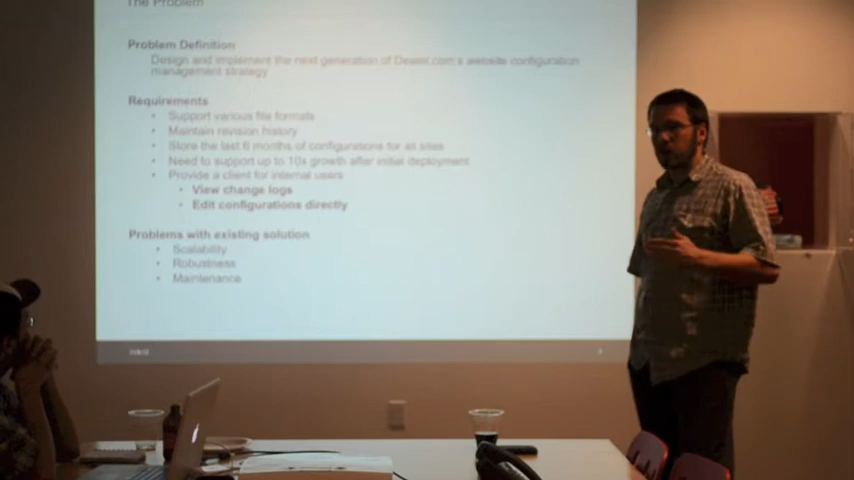 The Problem
Problem Definition
Design and implement the next generation of Dealer.com's website configuration
management strategy
Requirements
• Support various file formats
• Maintain revision history
• Store the last 6 months of configurations for all sites
• Need to support up to 10x growth after initial deployment
• Provide a client for internal users
• View change logs
• Edit configurations directly
Problems with existing solution
• Scalability
• Robustness
• Maintenance